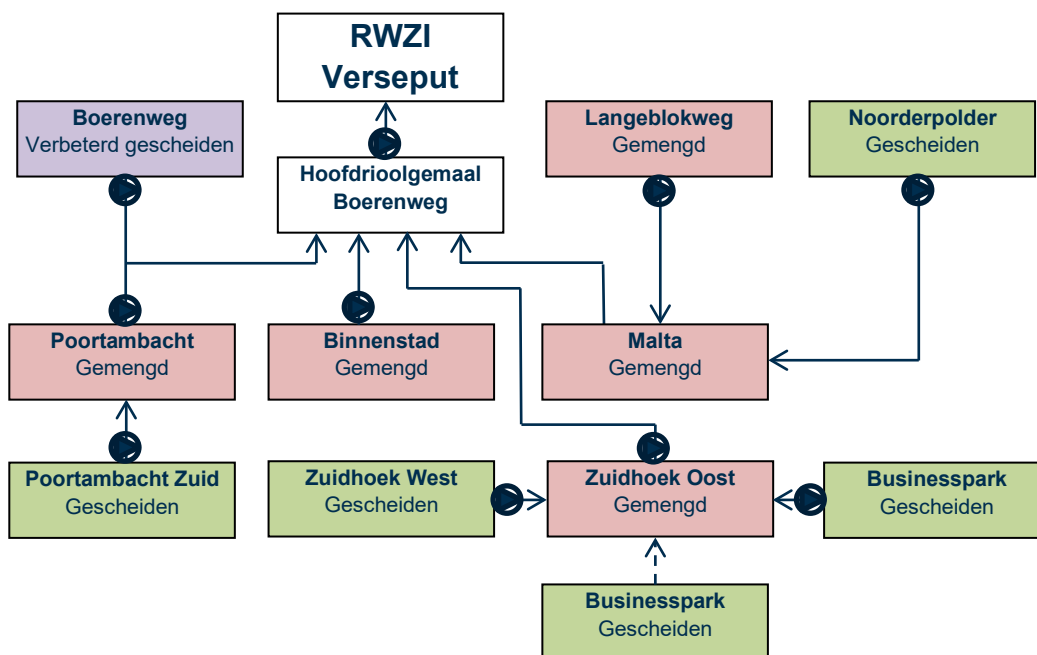 RWZI
Verseput
Boerenweg
Verbeterd gescheiden
Langeblokweg
Gemengd
Noorderpolder
Gescheiden
Hoofdrioolgemaal
Boerenweg
Poortambacht
Gemengd
Binnenstad
Gemengd
Malta
Gemengd
Poortambacht Zuid
Gescheiden
Zuidhoek West
Gescheiden
Zuidhoek Oost
Gemengd
Businesspark
Gescheiden
Businesspark
Gescheiden